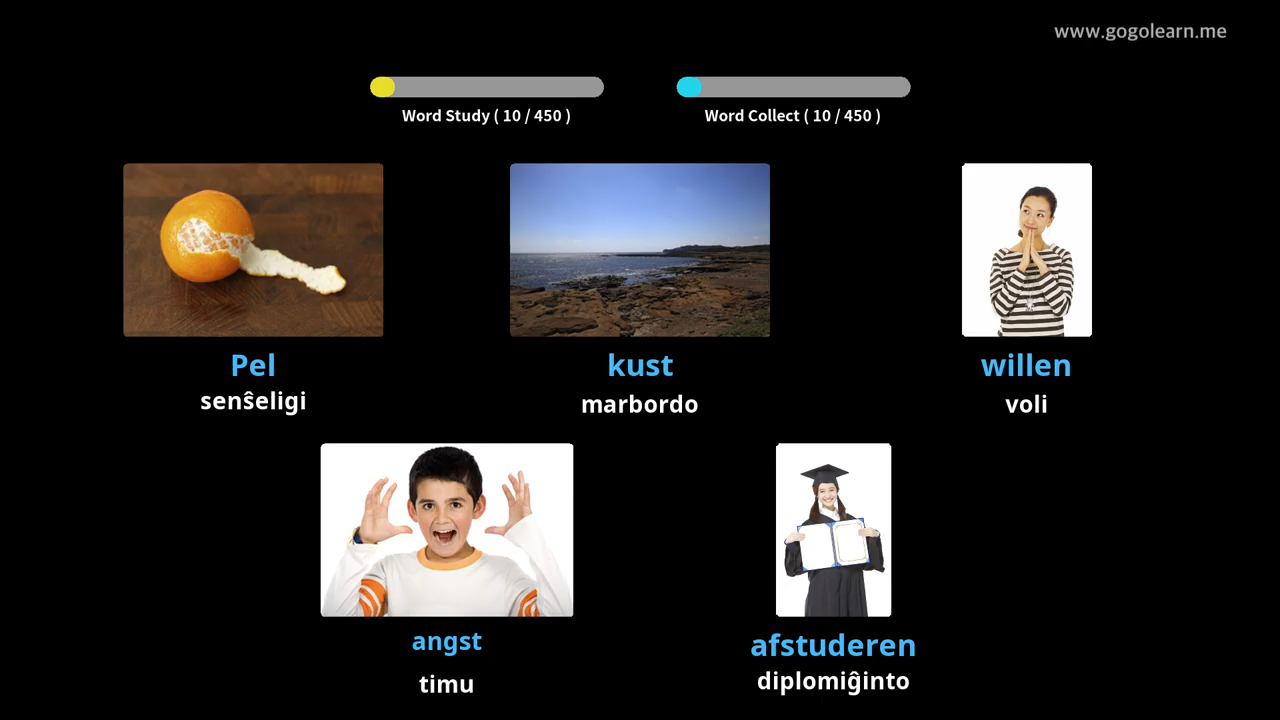 www.gogolearn.me
Word Study ( 10 / 450 )
Word Collect ( 10 / 450 )
Pel
senŝeligi
kust
marbordo
willen
voli
angst
timu
afstuderen
diplomiĝinto